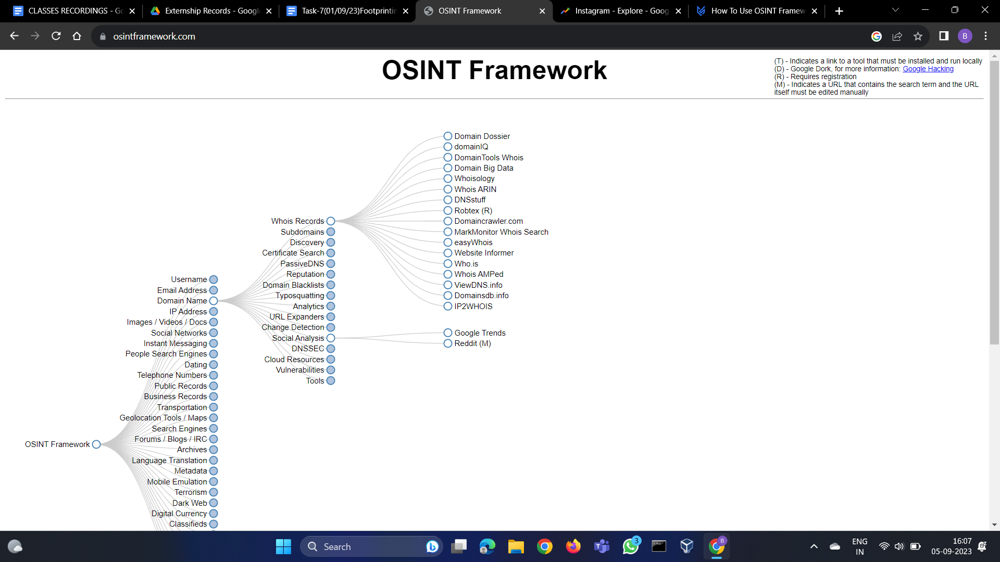 CLASSES RECORDINGS - Go
Externship Records - Google
Task-7(01/09/23)Footprintin
OSINT Framework
Instagram - Explore - Goog
How To Use OSINT Framew
osintframework.com
B
OSINT Framework
(T) - Indicates a link to a tool that must be installed and run locally
(D) - Google Dork, for more information: Google Hacking
(R) - Requires registration
(M) - Indicates a URL that contains the search term and the URL
itself must be edited manually
Domain Dossier
domainIQ
DomainTools Whois
Domain Big Data
Whoisology
Whois ARIN
DNSstuff
Robtex (R)
Domaincrawler.com
MarkMonitor Whois Search
easyWhois
Website Informer
Who.is
Whois AMPed
ViewDNS.info
Domainsdb.info
IP2WHOIS
Google Trends
Reddit (M)
Whois Records
Subdomains
Discovery
Certificate Search
PassiveDNS
Reputation
Domain Blacklists
Typosquatting
Analytics
URL Expanders
Change Detection
Social Analysis
DNSSEC
Cloud Resources
Vulnerabilities
Tools
Username
Email Address
Domain Name
IP Address
Images / Videos / Docs
Social Networks
Instant Messaging
People Search Engines
Dating
Telephone Numbers
Public Records
Business Records
Transportation
Geolocation Tools / Maps
Search Engines
Forums / Blogs / IRC
Archives
Language Translation
Metadata
Mobile Emulation
Terrorism
Dark Web
Digital Currency
Classifieds
OSINT Framework
Search
3
B
ENG
IN
16:07
05-09-2023